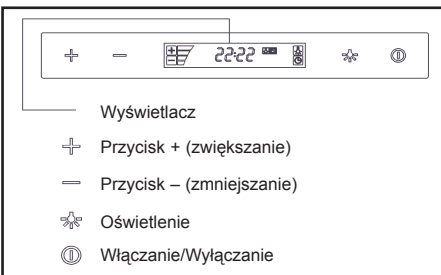 22:22
Wyświetlacz
Przycisk + (zwiększanie)
Przycisk – (zmniejszanie)
Oświetlenie
Włączanie/Wyłączanie